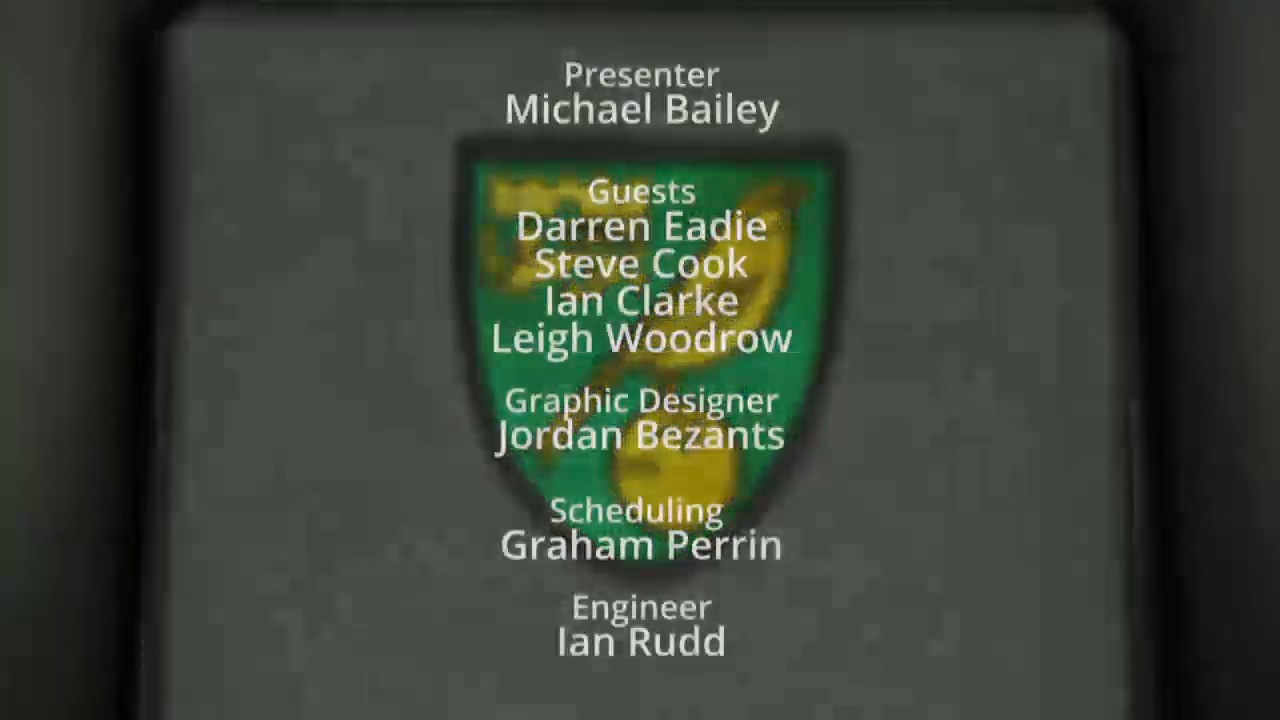 Presenter
Michael Bailey
Guests
Darren Eadie
Steve Cook
Ian Clarke
Leigh Woodrow
Graphic Designer
Jordan Bezants
Scheduling
Graham Perrin
Engineer
Ian Rudd